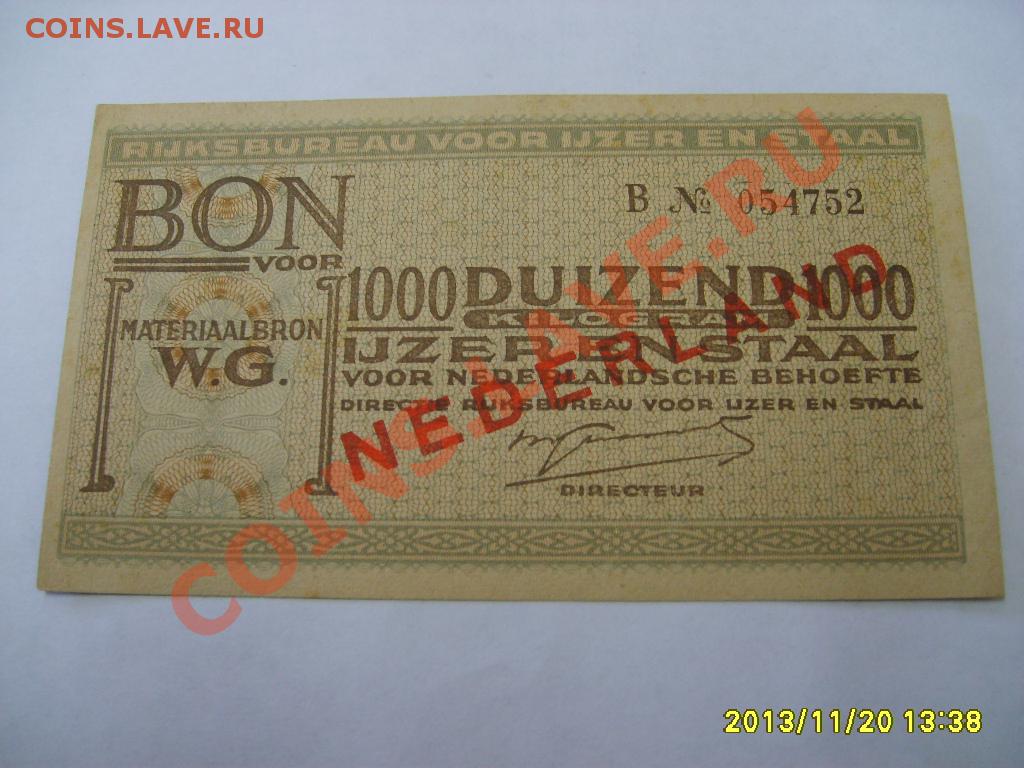 COINS.LAVE.RU
RIJKSBUREAU VOOR IJZER EN STAAL
BON
VOOR
B № 054752
MATERIAALBRON
W.G.
1000 DUIZEND 1000
KILOGRAM
IJZER EN STAAL
VOOR NEDERLANDSCHE BEHOEFTE
DIRECTIE RIJKSBUREAU VOOR IJZER EN STAAL
DIRECTEUR
NEDERLAND
COINS.LAVE.RU
2013/11/20 13:38